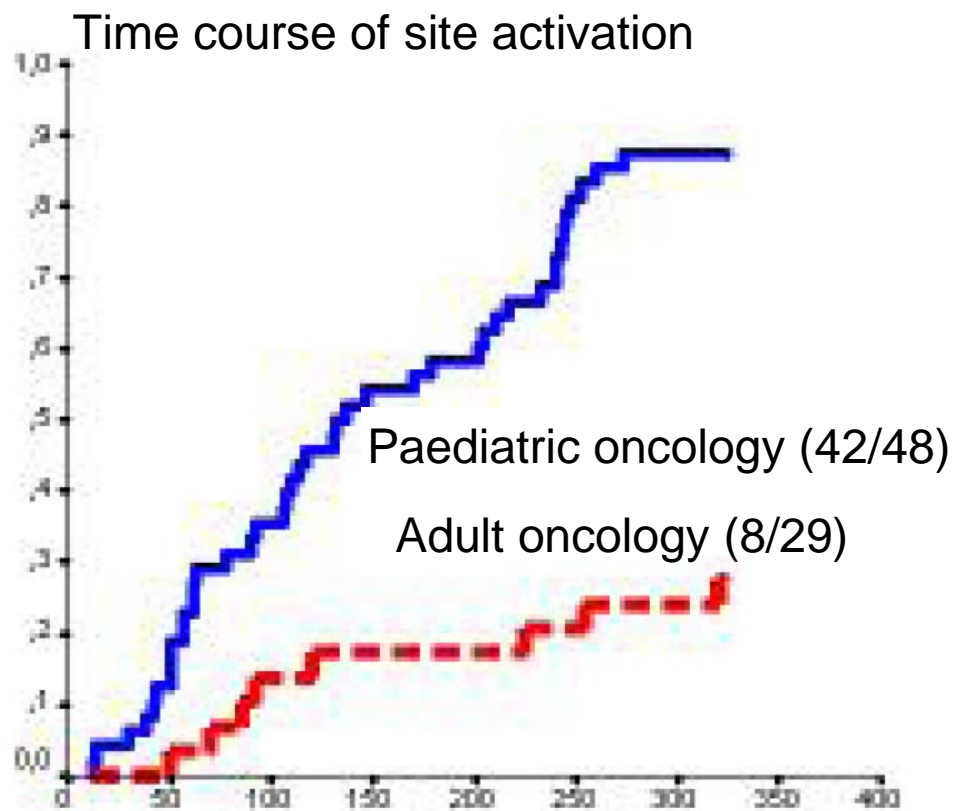 Time course of site activation
1,0
,9
,8
,7
,6
,5
Paediatric oncology (42/48)
,4
Adult oncology (8/29)
,3
,2
,1
0,0
0 50 100 150 200 250 300 350 400